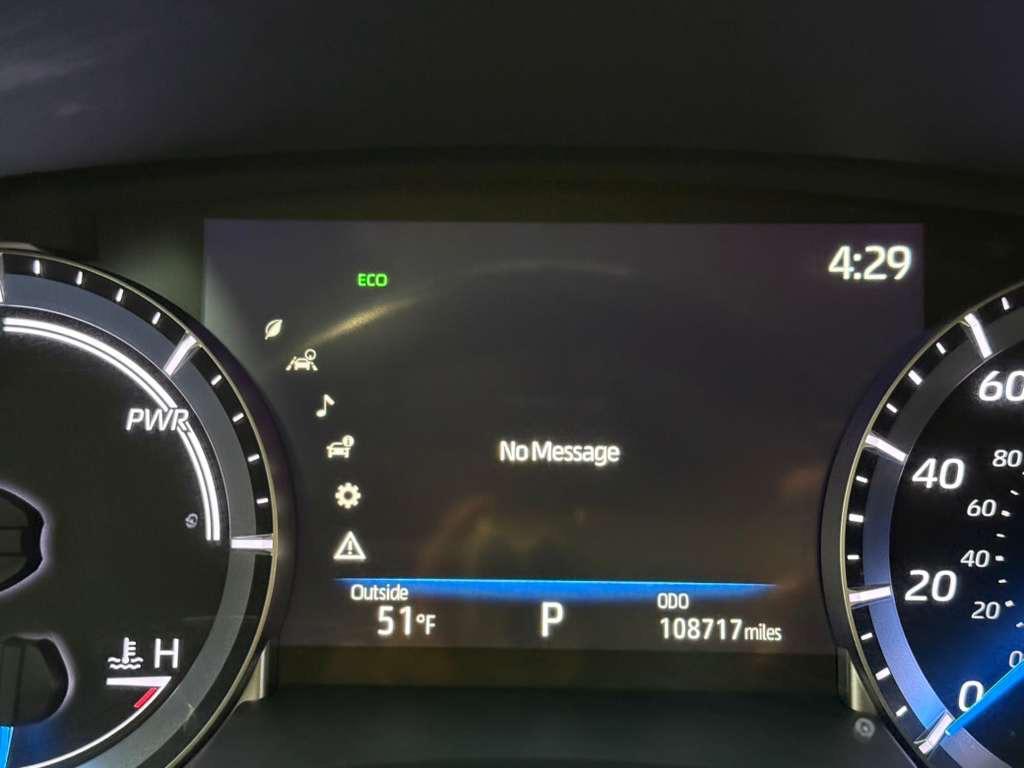 4:29
ECO
PWR
No Message
Outside
51°F
P
ODO
108717 miles
H
60
80
40
60
40
20
20
0
0